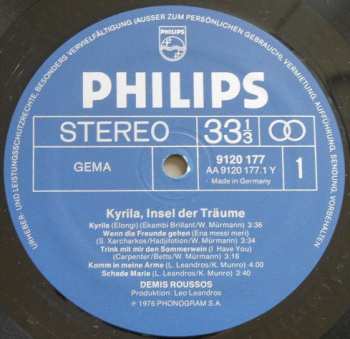 URHEBER- UND LEISTUNGSSCHUTZRECHTE, BESONDERS VERVIELFÄLTIGUNG (AUSSER ZUM PERSÖNLICHEN GEBRAUCH), VERMIETUNG, AUFFÜHRUNG, SENDUNG, VORBEHALTEN
PHILIPS
PHILIPS
STEREO 33 1/3
GEMA 9120 177 1
AA 9120 177.1 Y
Made in Germany
Kyrila, Insel der Träume
Kyrila (Elongi) (Ekambi Brillant/W. Mürmann) 3:36
Wenn die Freunde gehen (Ena messi meri)
(S. Xarcharkos/Hadjifotion/W. Mürmann) 3:34
Trink mit mir den Sommerwein (I Have You)
(Carpenter/Betts/W. Mürmann) 3:16
Komm in meine Arme (L. Leandros/K. Munro) 4:00
Schade Marie (L. Leandros/K. Munro) 2:40
DEMIS ROUSSOS
Produktion: Leo Leandros
℗ 1976 PHONOGRAM S.A.